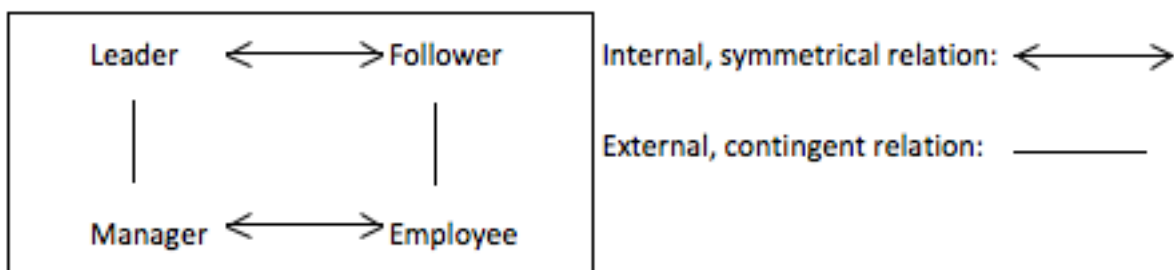 Leader Follower Internal, symmetrical relation:
External, contingent relation:
Manager Employee